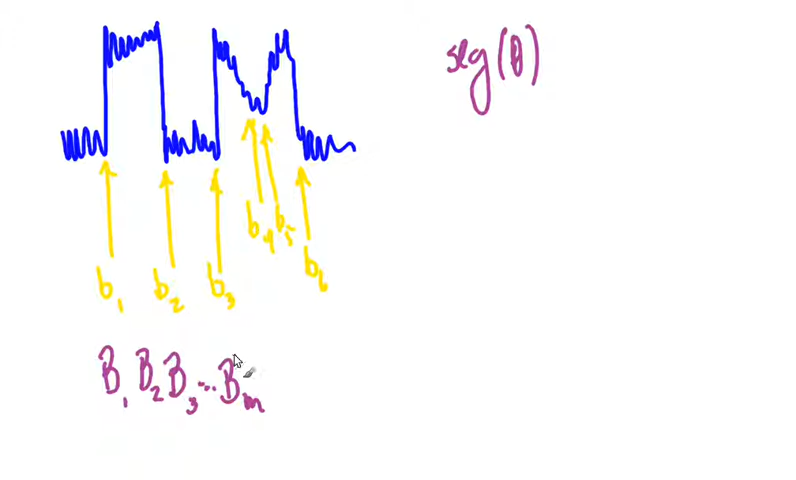 seg(θ)
b₄ b₅
b₁ b₂ b₃ b₆
B₁ B₂ B₃ ... Bₘ